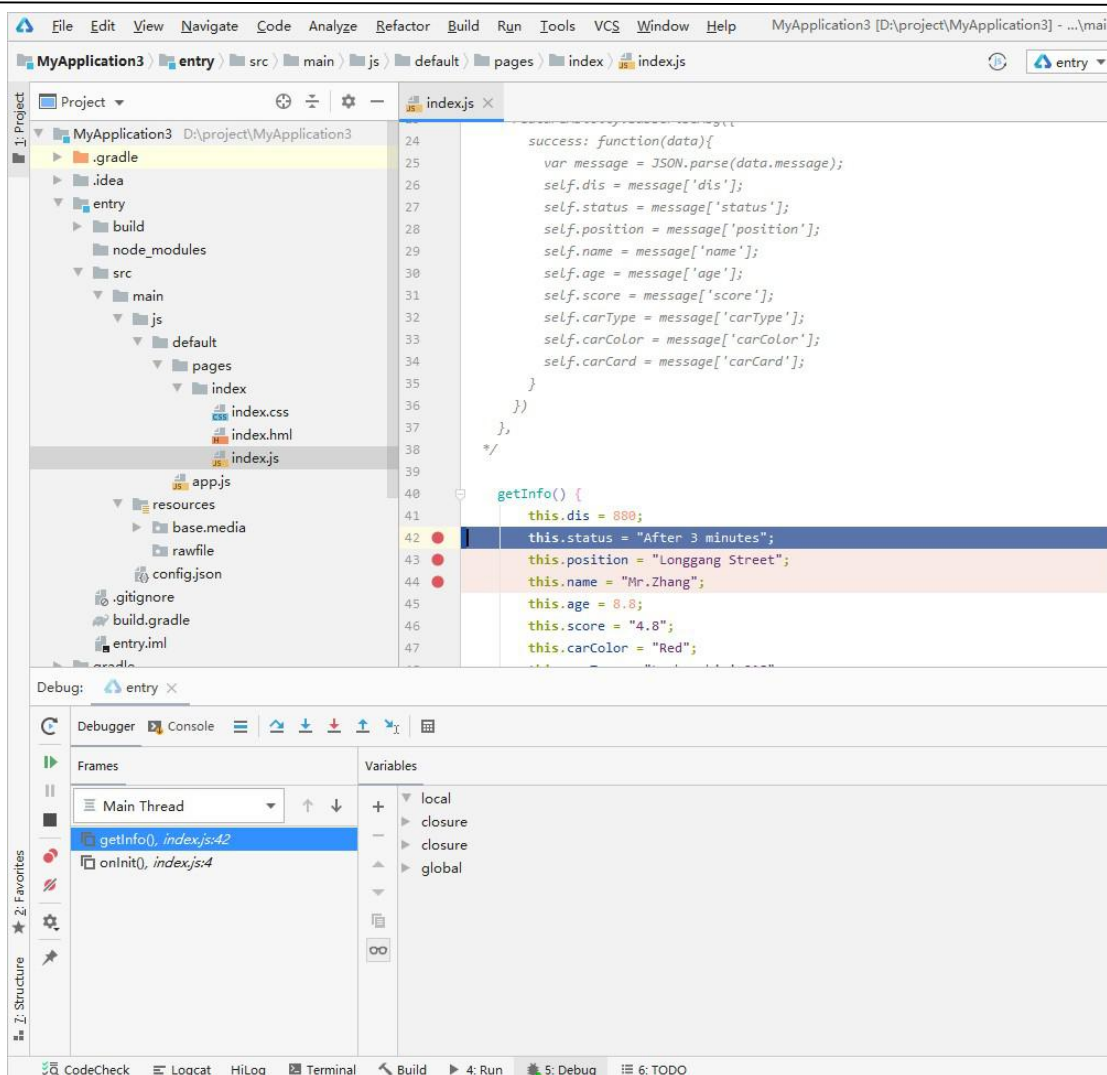 File Edit View Navigate Code Analyze Refactor Build Run Tools VCS Window Help MyApplication3 [D:\project\MyApplication3] - ...\mai
MyApplication3 entry src main js default pages index index.js entry
1: Project
Project
MyApplication3 D:\project\MyApplication3
.gradle
.idea
entry
build
node_modules
src
main
js
default
pages
index
index.css
index.hml
index.js
app.js
resources
base.media
rawfile
config.json
.gitignore
build.gradle
entry.iml
gradle
index.js
24 success: function(data){
25 var message = JSON.parse(data.message);
26 self.dis = message['dis'];
27 self.status = message['status'];
28 self.position = message['position'];
29 self.name = message['name'];
30 self.age = message['age'];
31 self.score = message['score'];
32 self.carType = message['carType'];
33 self.carColor = message['carColor'];
34 self.carCard = message['carCard'];
35 }
36 })
37 },
38 */
39
40 getInfo() {
41 this.dis = 880;
42 this.status = "After 3 minutes";
43 this.position = "Longgang Street";
44 this.name = "Mr.Zhang";
45 this.age = 8.8;
46 this.score = "4.8";
47 this.carColor = "Red";
Debug: entry
Debugger Console
Frames
Variables
Main Thread
getInfo(), index.js:42
onInit(), index.js:4
local
closure
closure
global
2: Favorites
7: Structure
CodeCheck Logcat HiLog Terminal Build 4: Run 5: Debug 6: TODO